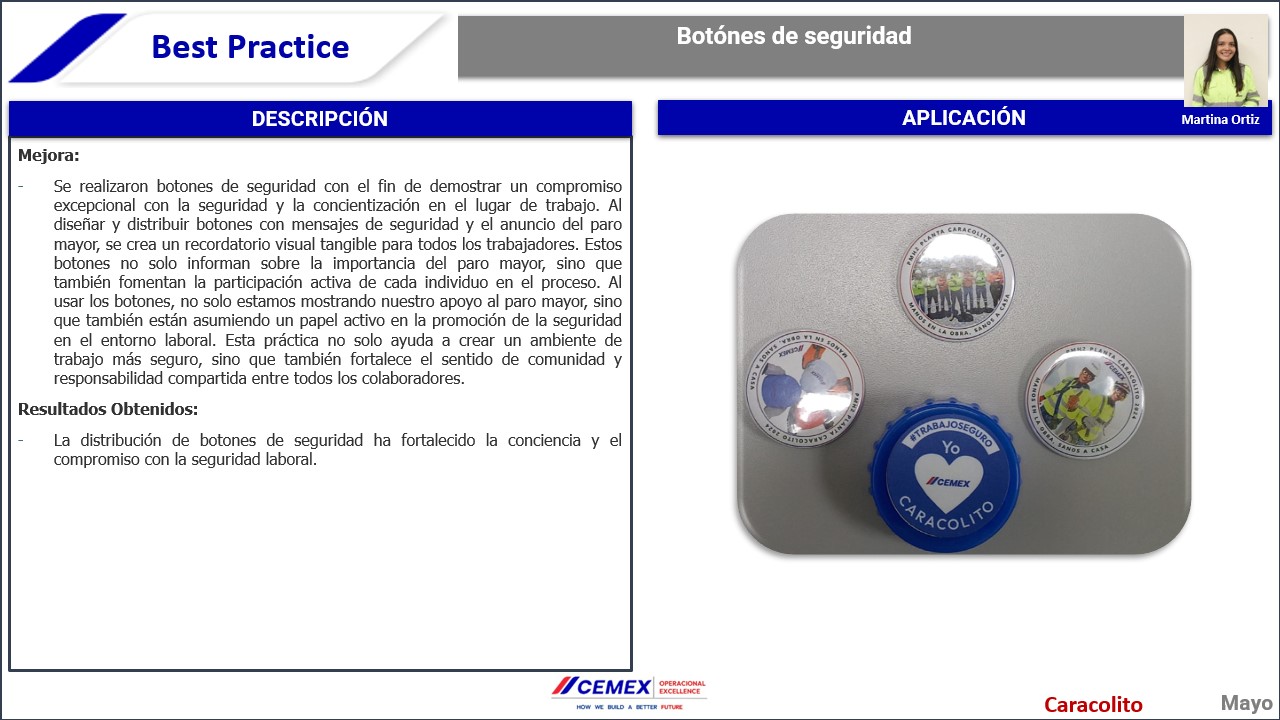 Best Practice
Botónes de seguridad
Martina Ortiz
DESCRIPCIÓN
Mejora:
- Se realizaron botones de seguridad con el fin de demostrar un compromiso
excepcional con la seguridad y la concientización en el lugar de trabajo. Al
diseñar y distribuir botones con mensajes de seguridad y el anuncio del paro
mayor, se crea un recordatorio visual tangible para todos los trabajadores. Estos
botones no solo informan sobre la importancia del paro mayor, sino que
también fomentan la participación activa de cada individuo en el proceso. Al
usar los botones, no solo estamos mostrando nuestro apoyo al paro mayor, sino
que también están asumiendo un papel activo en la promoción de la seguridad
en el entorno laboral. Esta práctica no solo ayuda a crear un ambiente de
trabajo más seguro, sino que también fortalece el sentido de comunidad y
responsabilidad compartida entre todos los colaboradores.
Resultados Obtenidos:
- La distribución de botones de seguridad ha fortalecido la conciencia y el
compromiso con la seguridad laboral.
APLICACIÓN
PMH2 PLANTA CARACOLITO 2024
MANOS EN LA OBRA, SANOS A CASA
CEMEX
MANOS EN LA OBRA, SANOS A CASA
PMH2 PLANTA CARACOLITO 2024
PMH2 PLANTA CARACOLITO 2024
CEMEX
MANOS EN LA OBRA, SANOS A CASA
#TRABAJOSEGURO
Yo
CEMEX
CARACOLITO
CEMEX
OPERACIONAL
EXCELLENCE
HOW WE BUILD A BETTER FUTURE
Caracolito
Mayo